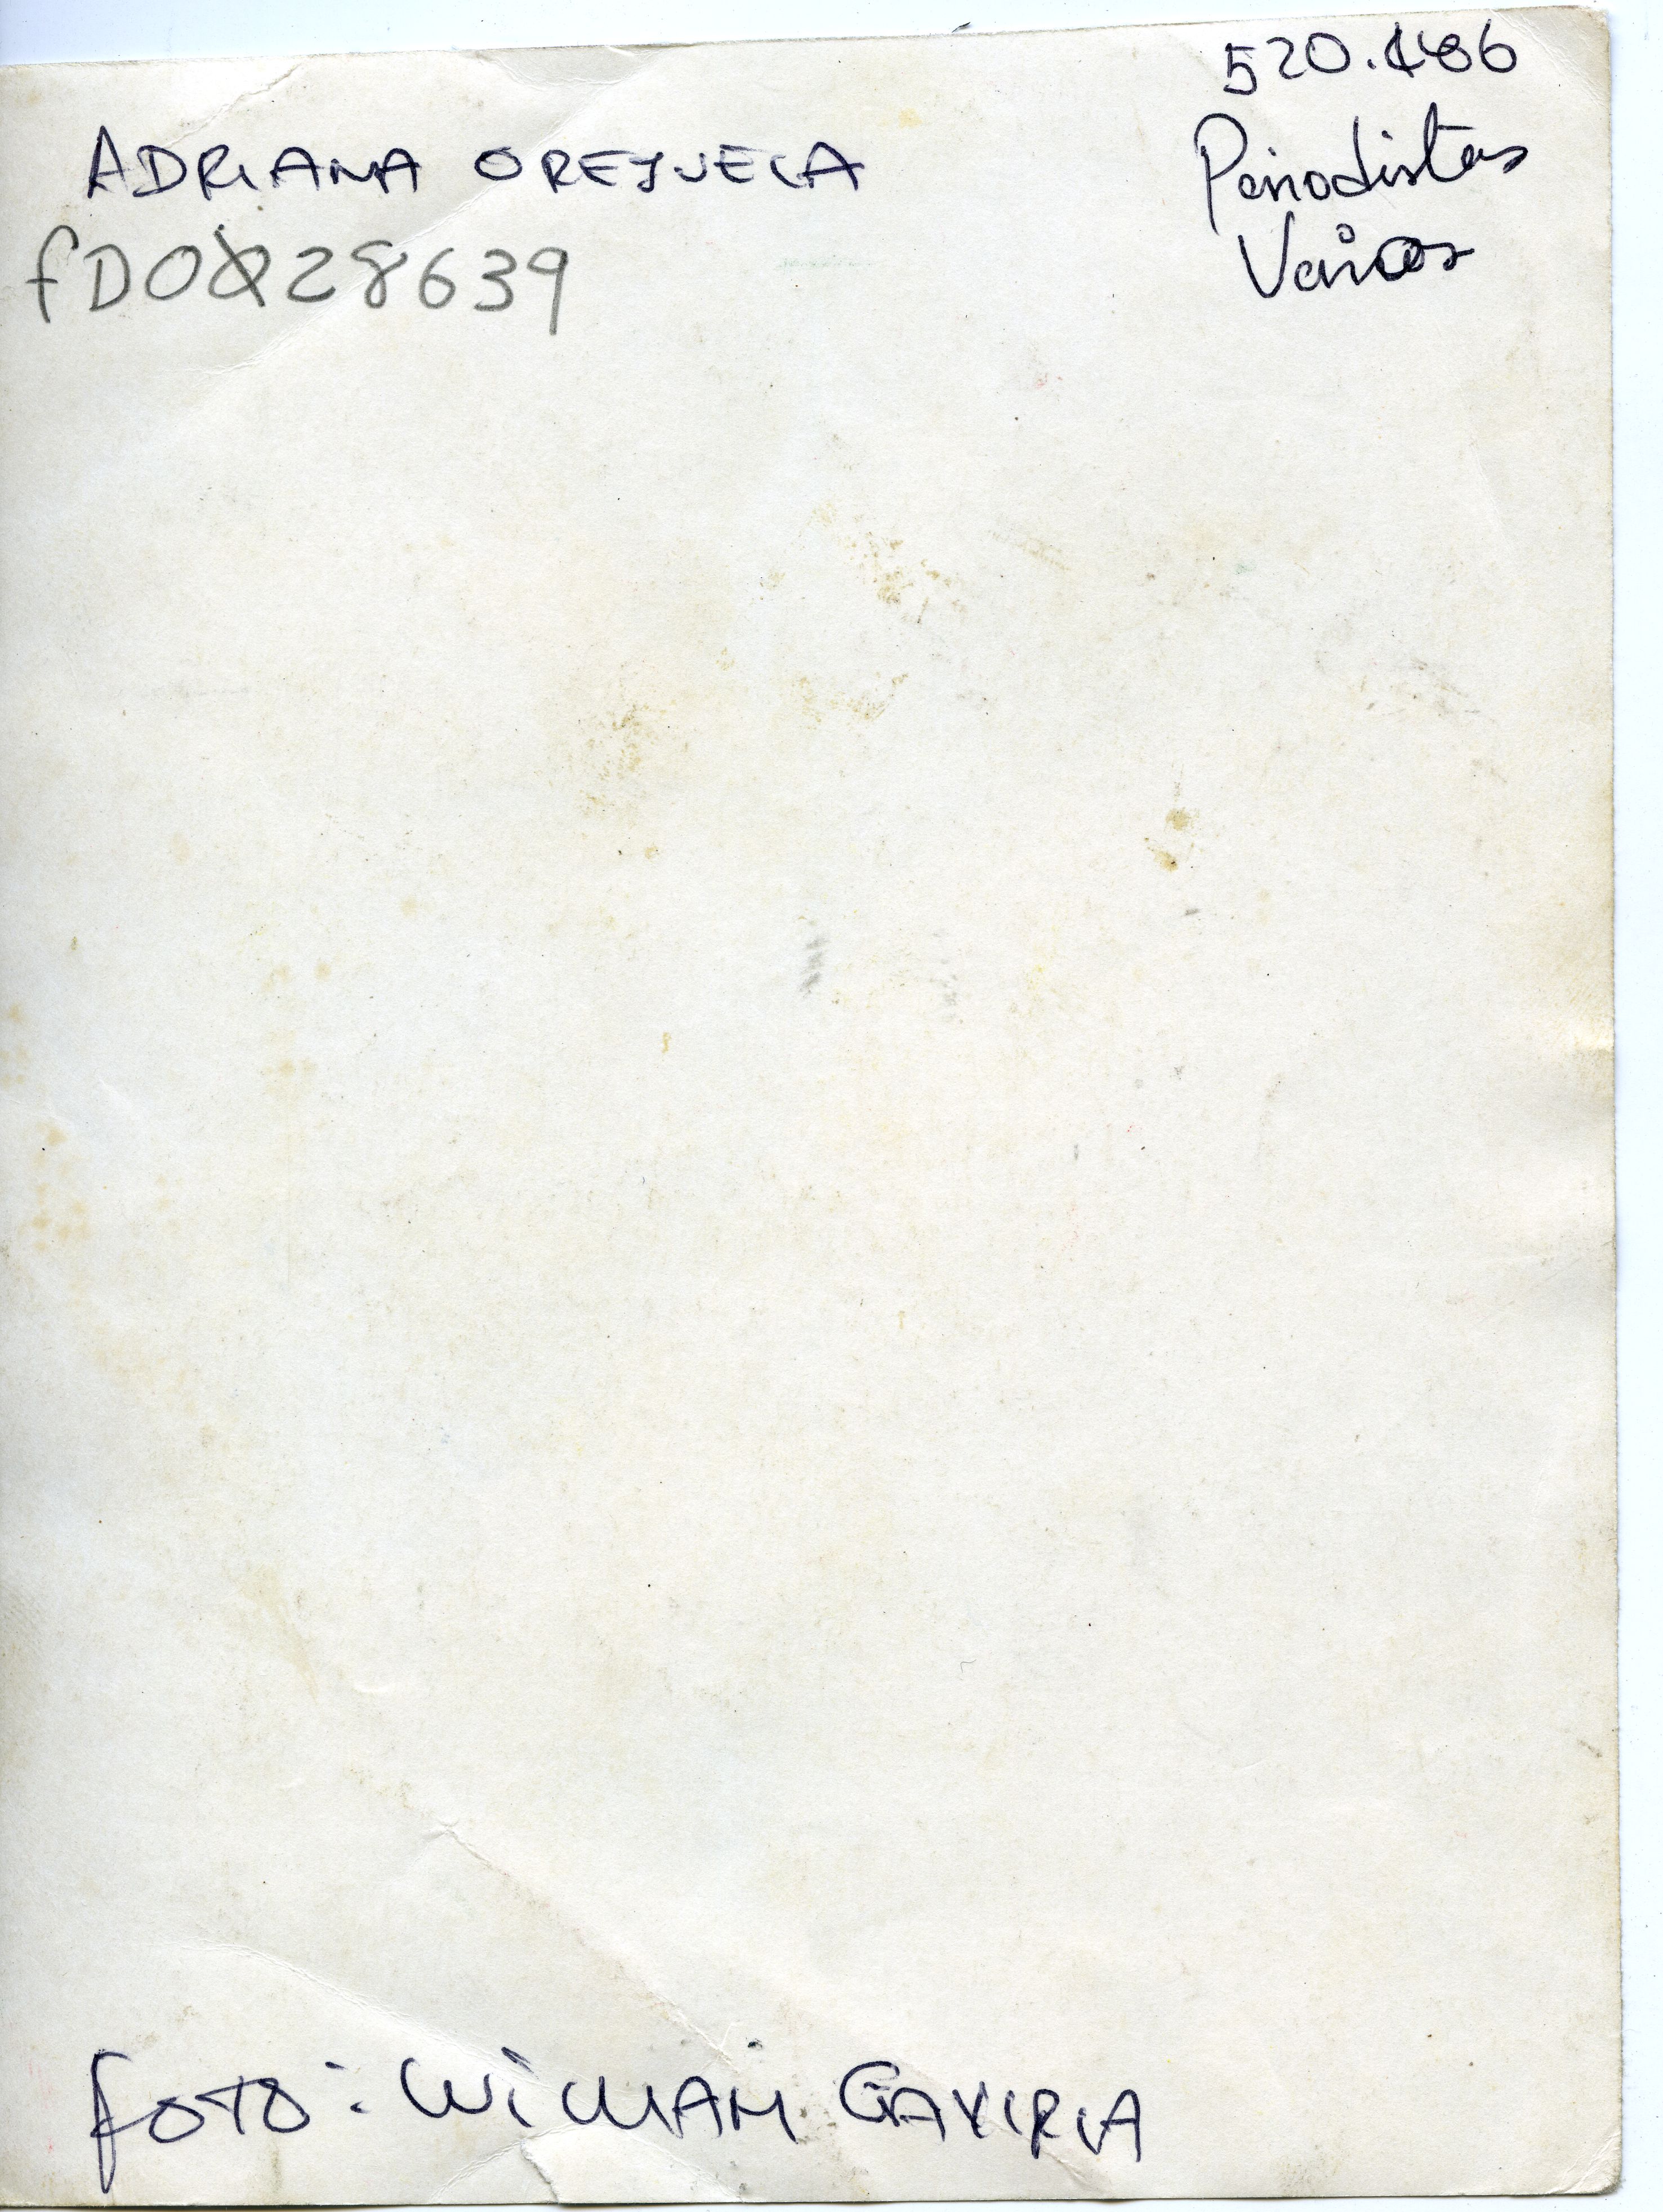 520.486
ADRIANA OREJUELA
Periodistas
Varios
FD0028639
Foto: William Gaviria